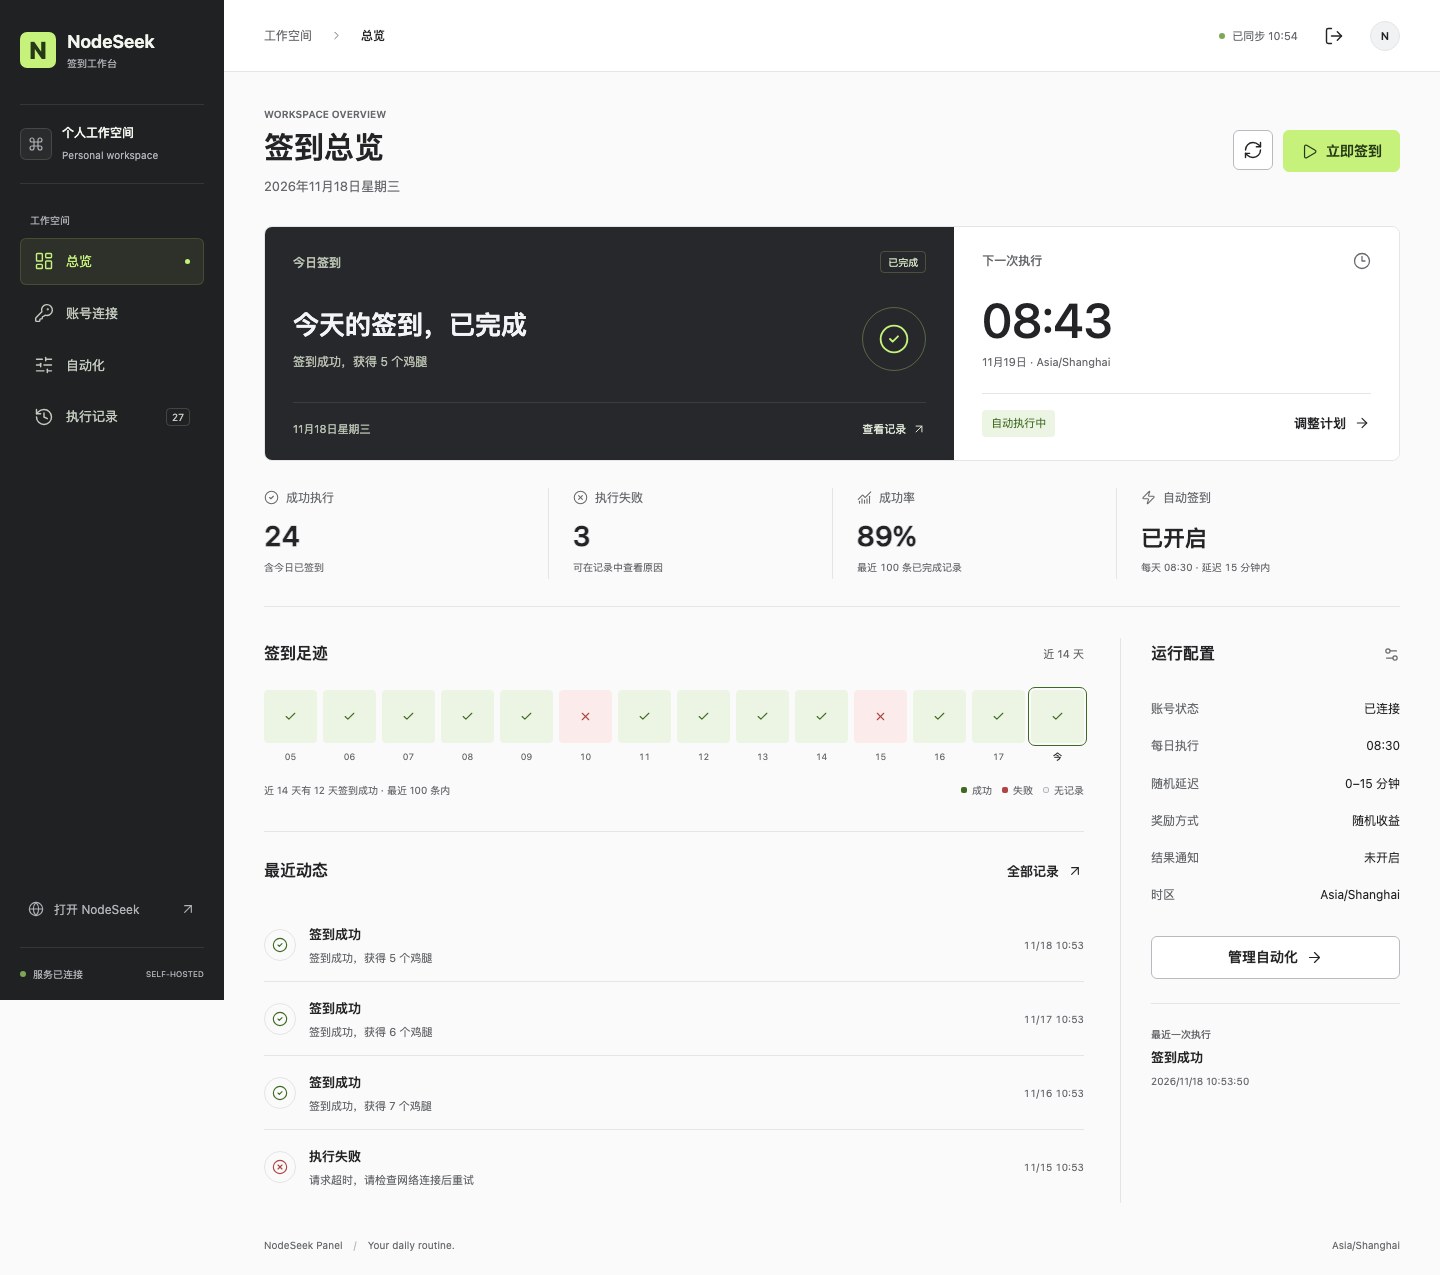 N
NodeSeek
签到工作台
个人工作空间
Personal workspace
工作空间
总览
账号连接
自动化
执行记录
27
打开 NodeSeek
服务已连接
SELF-HOSTED
工作空间
总览
已同步 10:54
N
WORKSPACE OVERVIEW
签到总览
2026年11月18日星期三
立即签到
今日签到
已完成
今天的签到，已完成
签到成功，获得 5 个鸡腿
11月18日星期三
查看记录
下一次执行
08:43
11月19日 · Asia/Shanghai
自动执行中
调整计划
成功执行
24
含今日已签到
执行失败
3
可在记录中查看原因
成功率
89%
最近 100 条已完成记录
自动签到
已开启
每天 08:30 · 延迟 15 分钟内
签到足迹
近 14 天
05
06
07
08
09
10
11
12
13
14
15
16
17
今
近 14 天有 12 天签到成功 · 最近 100 条内
成功
失败
无记录
最近动态
全部记录
签到成功
签到成功，获得 5 个鸡腿
11/18 10:53
签到成功
签到成功，获得 6 个鸡腿
11/17 10:53
签到成功
签到成功，获得 7 个鸡腿
11/16 10:53
执行失败
请求超时，请检查网络连接后重试
11/15 10:53
运行配置
账号状态
已连接
每日执行
08:30
随机延迟
0–15 分钟
奖励方式
随机收益
结果通知
未开启
时区
Asia/Shanghai
管理自动化
最近一次执行
签到成功
2026/11/18 10:53:50
NodeSeek Panel / Your daily routine.
Asia/Shanghai